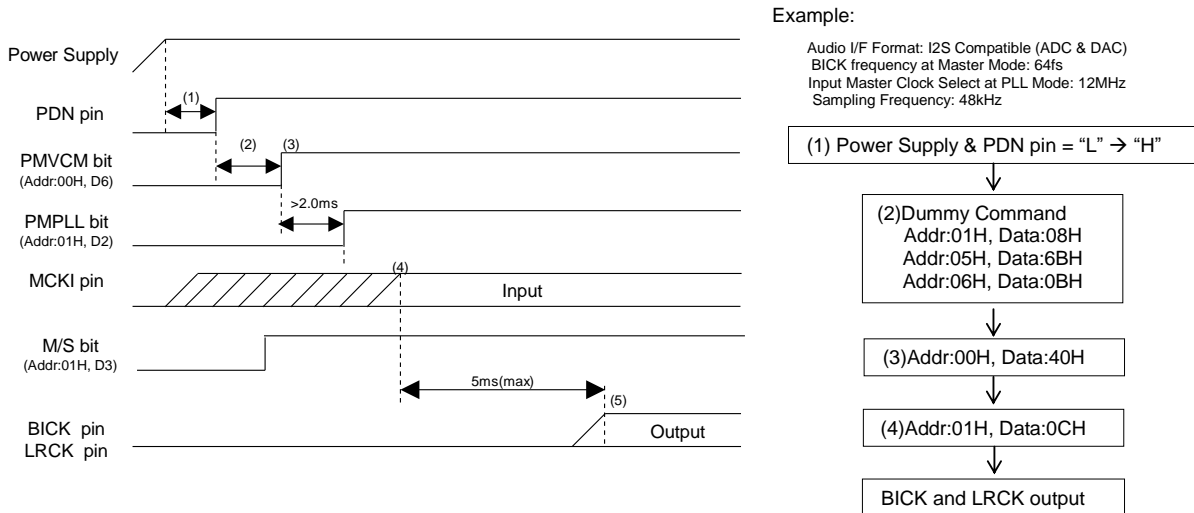 Power Supply
(1)
PDN pin
(2)
(3)
PMVCM bit
(Addr:00H, D6)
>2.0ms
PMPLL bit
(Addr:01H, D2)
(4)
MCKI pin
Input
M/S bit
(Addr:01H, D3)
5ms(max)
(5)
BICK pin
LRCK pin
Output
Example:
Audio I/F Format: I2S Compatible (ADC & DAC)
BICK frequency at Master Mode: 64fs
Input Master Clock Select at PLL Mode: 12MHz
Sampling Frequency: 48kHz
(1) Power Supply & PDN pin = “L” → “H”
(2)Dummy Command
Addr:01H, Data:08H
Addr:05H, Data:6BH
Addr:06H, Data:0BH
(3)Addr:00H, Data:40H
(4)Addr:01H, Data:0CH
BICK and LRCK output